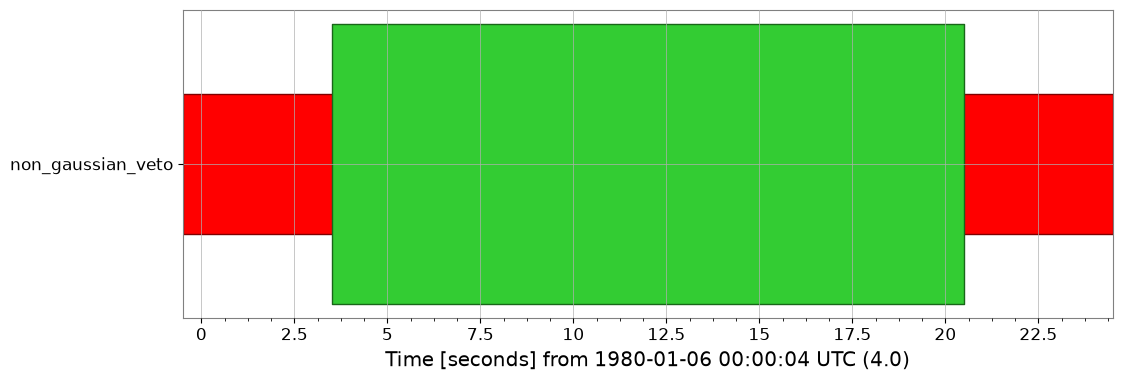 non_gaussian_veto
0 2.5 5 7.5 10 12.5 15 17.5 20 22.5
Time [seconds] from 1980-01-06 00:00:04 UTC (4.0)